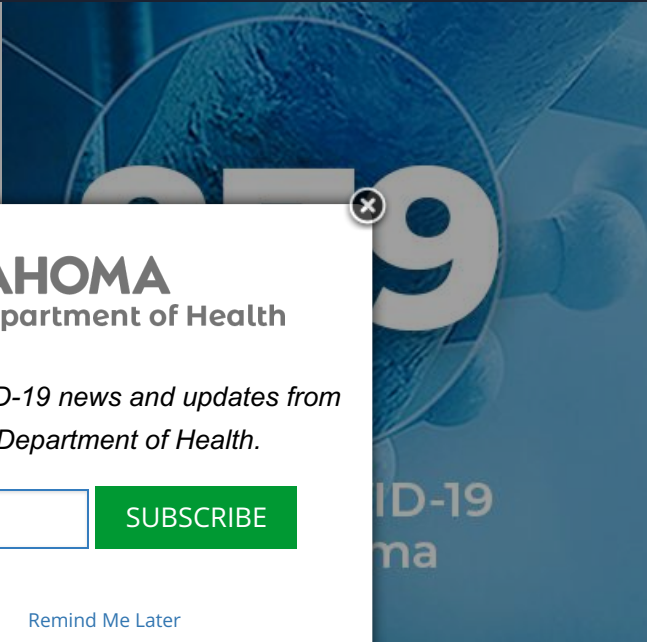 9
AHOMA
partment of Health
D-19 news and updates from
Department of Health.
SUBSCRIBE
ID-19
ma
Remind Me Later